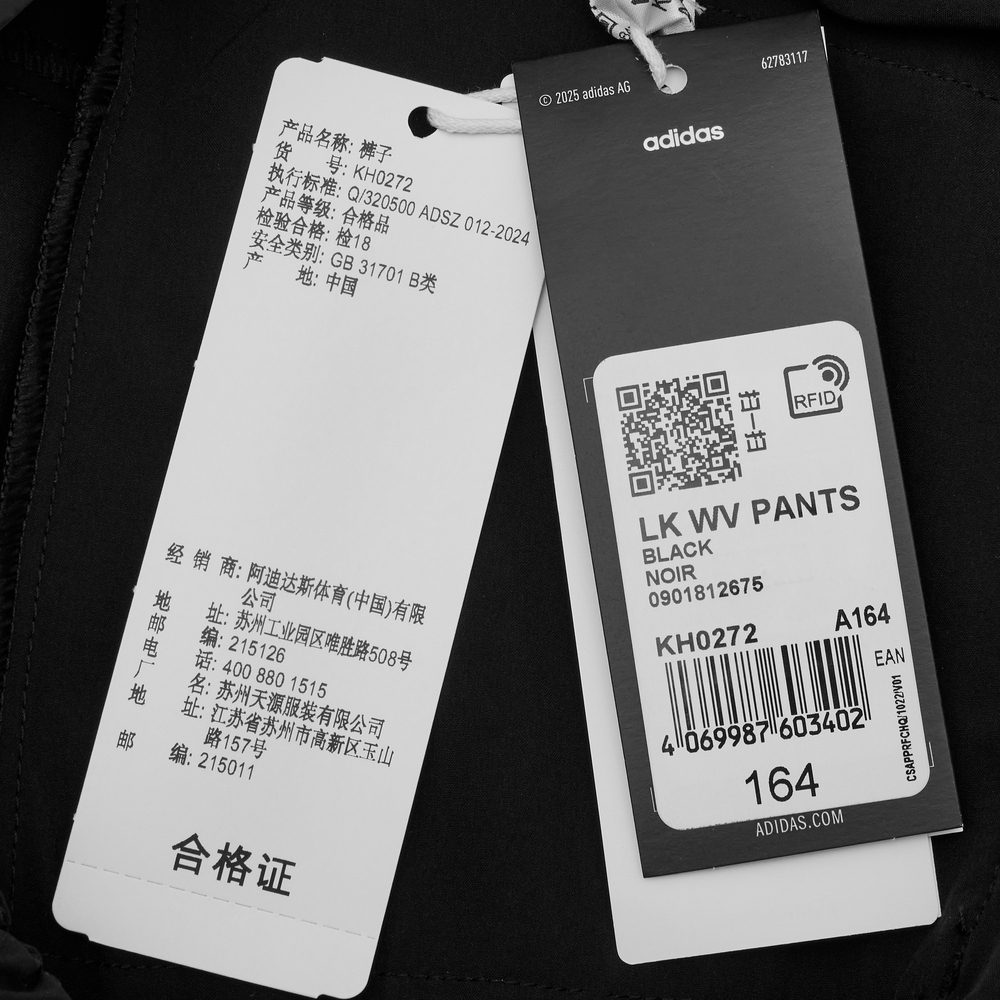 产品名称: 裤子
货 号: KH0272
执行标准: Q/320500 ADSZ 012-2024
产品等级: 合格品
检验合格: 检18
安全类别: GB 31701 B类
产 地: 中国
经 销 商: 阿迪达斯体育(中国)有限
公司
地 址: 苏州工业园区唯胜路508号
邮 编: 215126
电 话: 400 880 1515
厂 名: 苏州天源服装有限公司
地 址: 江苏省苏州市高新区玉山
路157号
邮 编: 215011
合格证
© 2025 adidas AG
62783117
adidas
RFID
LK WV PANTS
BLACK
NOIR
0901812675
KH0272
A164
EAN
4 069987 603402
CSAPPRFCHQ/1022/V01
164
ADIDAS.COM